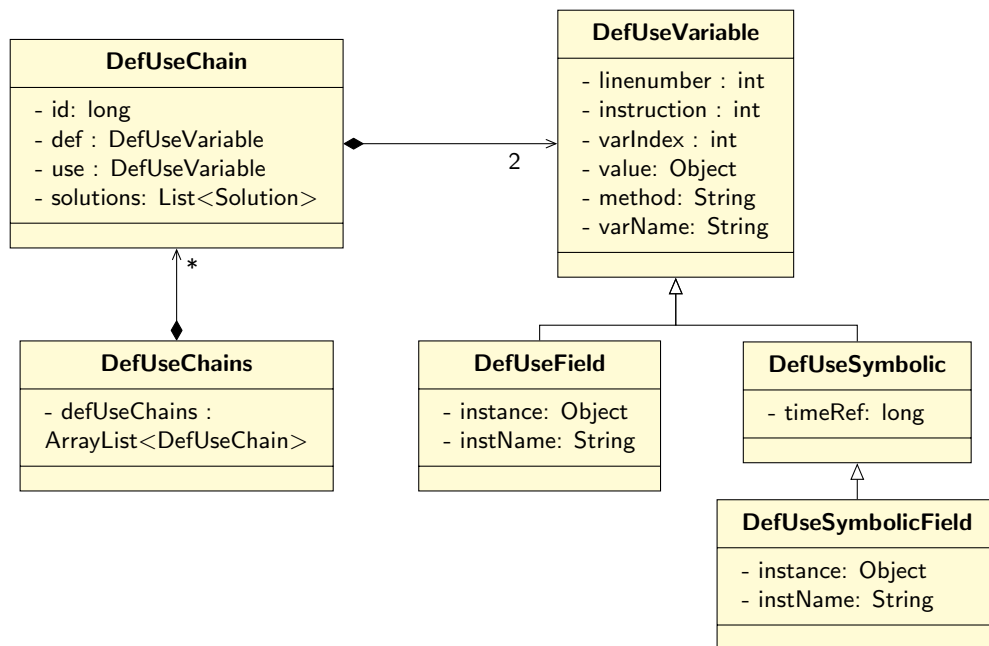 DefUseChain
- id: long
- def : DefUseVariable
- use : DefUseVariable
- solutions: List<Solution>
2
DefUseVariable
- linenumber : int
- instruction : int
- varIndex : int
- value: Object
- method: String
- varName: String
*
DefUseChains
- defUseChains :
ArrayList<DefUseChain>
DefUseField
- instance: Object
- instName: String
DefUseSymbolic
- timeRef: long
DefUseSymbolicField
- instance: Object
- instName: String